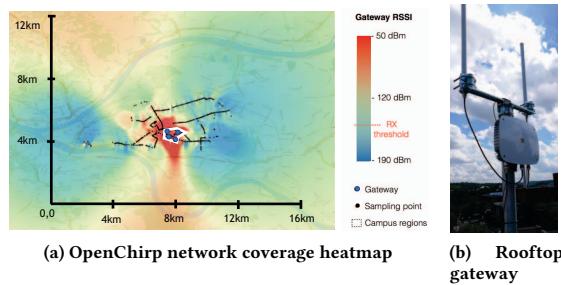 12km
8km
4km
0,0
4km
8km
12km
16km
Gateway RSSI
50 dBm
120 dBm
RX
threshold
190 dBm
Gateway
Sampling point
Campus regions
(a) OpenChirp network coverage heatmap
(b) Rooftop
gateway